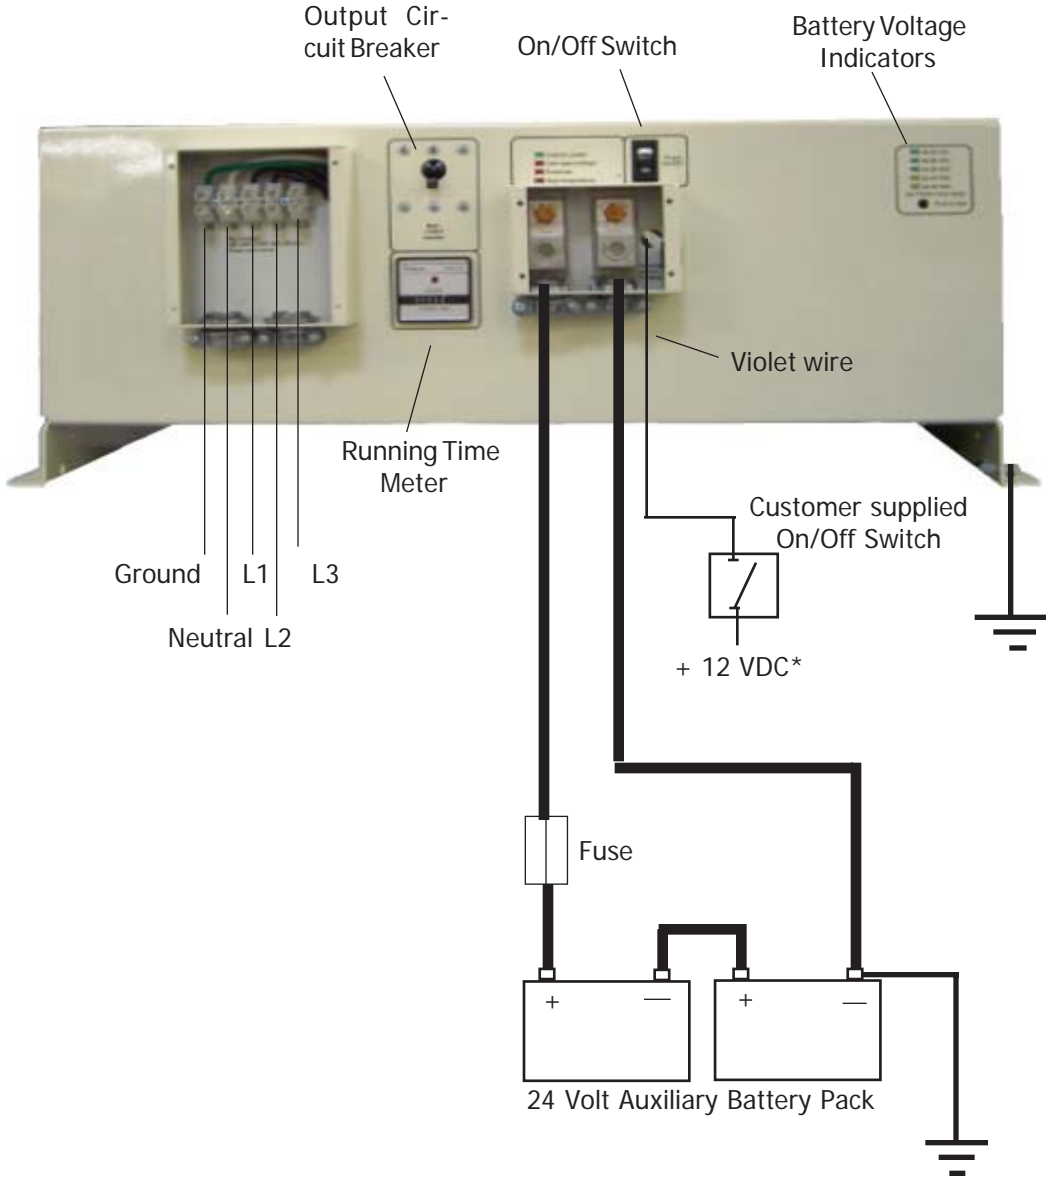 Output Cir-
cuit Breaker
On/Off Switch
Battery Voltage
Indicators
Violet wire
Running Time
Meter
Customer supplied
On/Off Switch
Ground
L1
L3
Neutral
L2
+ 12 VDC*
Fuse
+
—
+
—
24 Volt Auxiliary Battery Pack